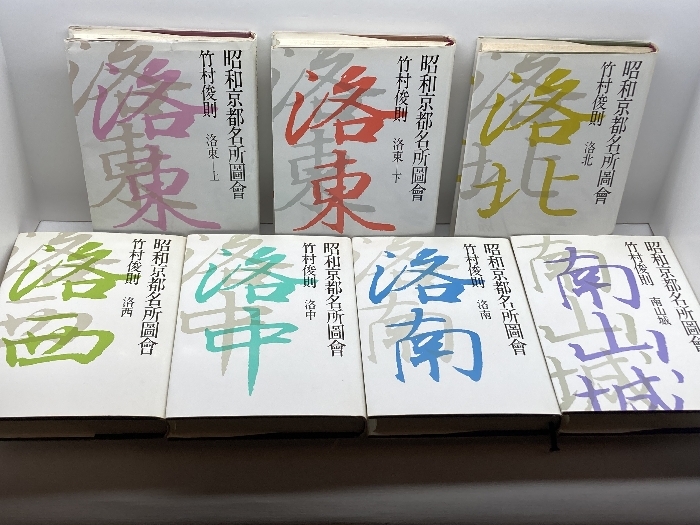 昭和京都名所圖會
竹村俊則
洛東―上
洛東
昭和京都名所圖會
竹村俊則
洛東―下
洛東
昭和京都名所圖會
竹村俊則
洛北
洛北
昭和京都名所圖會
竹村俊則
洛西
洛西
昭和京都名所圖會
竹村俊則
洛中
洛中
昭和京都名所圖會
竹村俊則
洛南
洛南
昭和京都名所圖會
竹村俊則
南山城
南山城